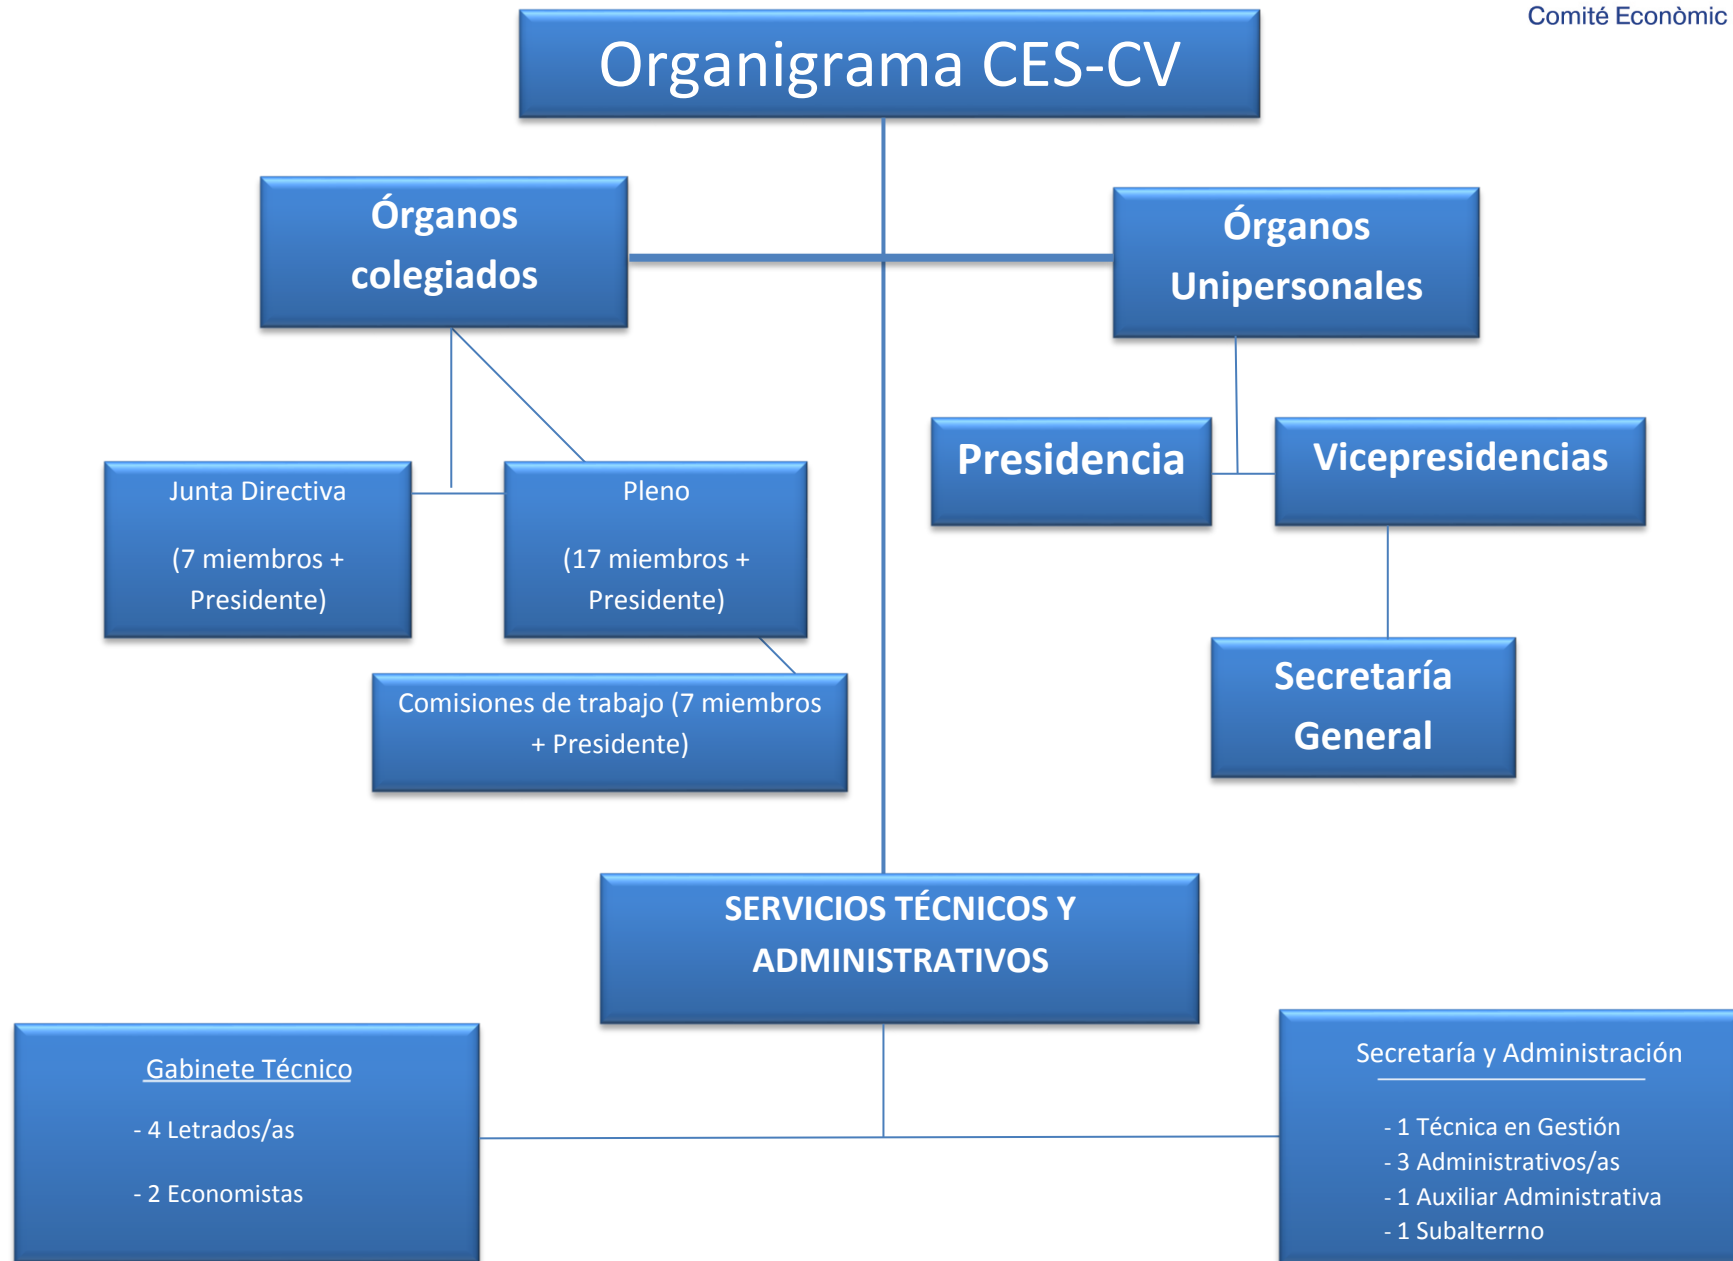 Comité Econòmic
Organigrama CES-CV
Órganos
colegiados
Órganos
Unipersonales
Presidencia
Vicepresidencias
Junta Directiva
(7 miembros +
Presidente)
Pleno
(17 miembros +
Presidente)
Secretaría
General
Comisiones de trabajo (7 miembros
+ Presidente)
SERVICIOS TÉCNICOS Y
ADMINISTRATIVOS
Gabinete Técnico
- 4 Letrados/as
- 2 Economistas
Secretaría y Administración
- 1 Técnica en Gestión
- 3 Administrativos/as
- 1 Auxiliar Administrativa
- 1 Subalterrno